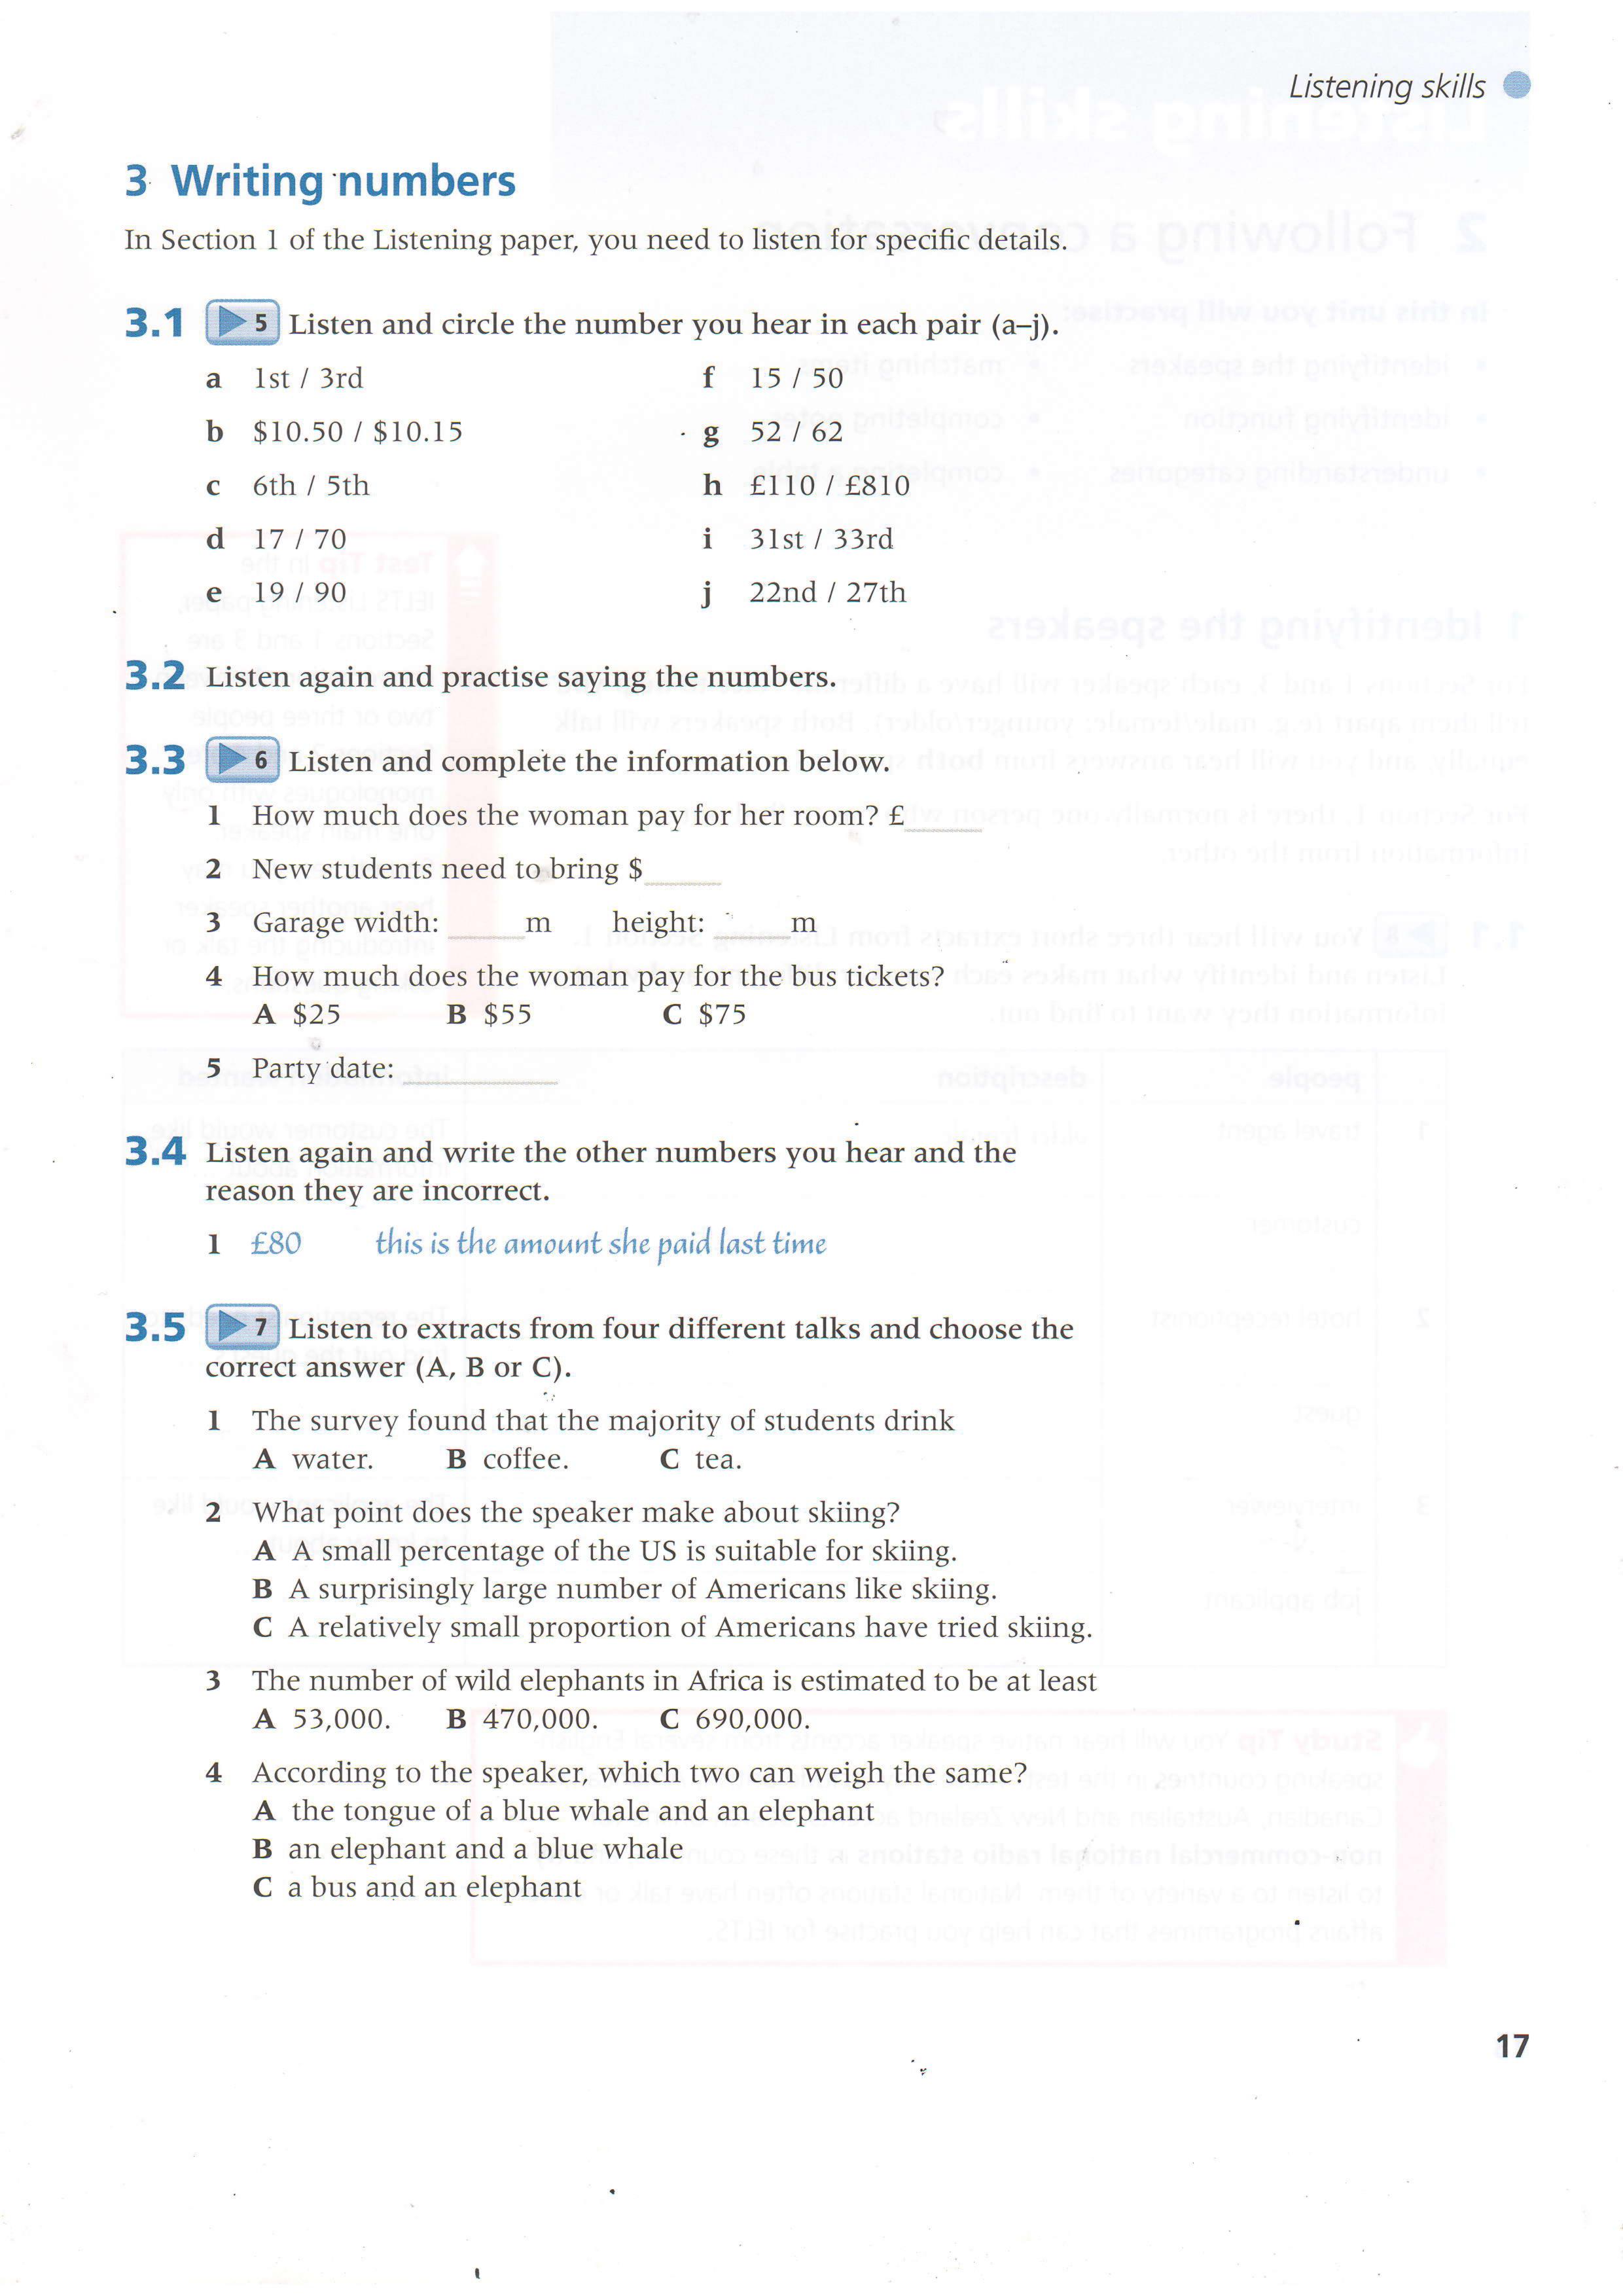 Listening skills
3 Writing numbers
In Section 1 of the Listening paper, you need to listen for specific details.
3.1 5 Listen and circle the number you hear in each pair (a–j).
a 1st / 3rd
b $10.50 / $10.15
c 6th / 5th
d 17 / 70
e 19 / 90
f 15 / 50
g 52 / 62
h £110 / £810
i 31st / 33rd
j 22nd / 27th
3.2 Listen again and practise saying the numbers.
3.3 6 Listen and complete the information below.
1 How much does the woman pay for her room? £______
2 New students need to bring $______
3 Garage width: ______ m height: ______ m
4 How much does the woman pay for the bus tickets?
A $25 B $55 C $75
5 Party date: ____________
3.4 Listen again and write the other numbers you hear and the
reason they are incorrect.
1 £80 this is the amount she paid last time
3.5 7 Listen to extracts from four different talks and choose the
correct answer (A, B or C).
1 The survey found that the majority of students drink
A water. B coffee. C tea.
2 What point does the speaker make about skiing?
A A small percentage of the US is suitable for skiing.
B A surprisingly large number of Americans like skiing.
C A relatively small proportion of Americans have tried skiing.
3 The number of wild elephants in Africa is estimated to be at least
A 53,000. B 470,000. C 690,000.
4 According to the speaker, which two can weigh the same?
A the tongue of a blue whale and an elephant
B an elephant and a blue whale
C a bus and an elephant
17